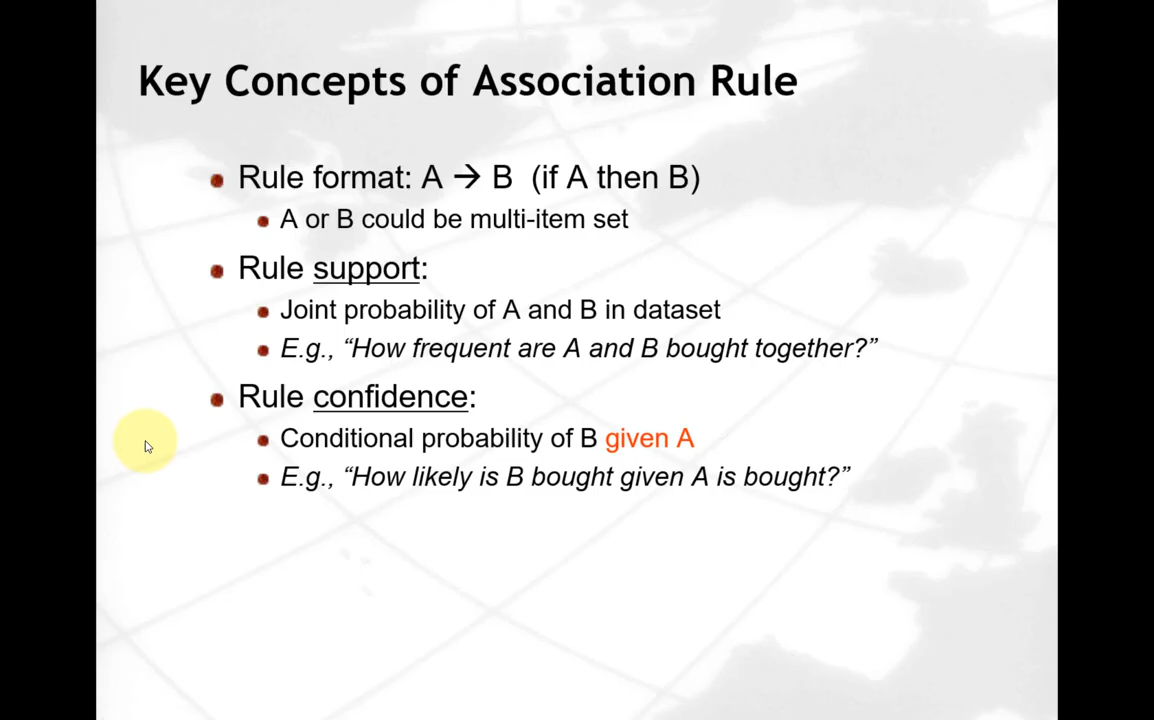 Key Concepts of Association Rule
Rule format: A → B (if A then B)
A or B could be multi-item set
Rule support:
Joint probability of A and B in dataset
E.g., “How frequent are A and B bought together?”
Rule confidence:
Conditional probability of B given A
E.g., “How likely is B bought given A is bought?”